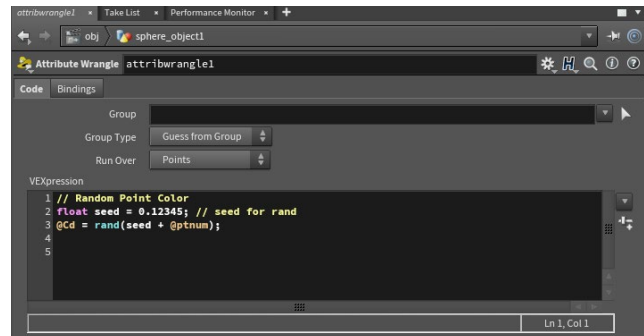 attribwrangle1 × Take List × Performance Monitor × +
obj sphere_object1
Attribute Wrangle attribwrangle1
Code Bindings
Group
Group Type Guess from Group
Run Over Points
VEXpression
1 // Random Point Color
2 float seed = 0.12345; // seed for rand
3 @Cd = rand(seed + @ptnum);
4
5
Ln 1, Col 1